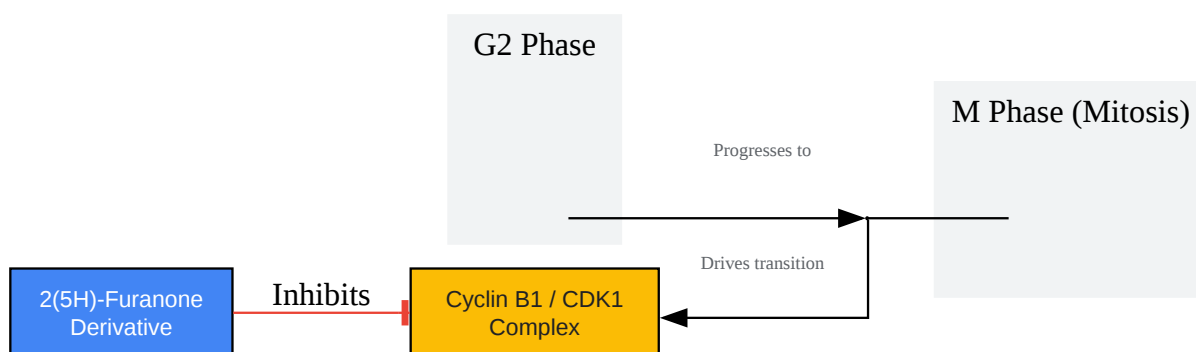 G2 Phase
M Phase (Mitosis)
Progresses to
Drives transition
2(5H)-Furanone
Derivative
Inhibits
Cyclin B1 / CDK1
Complex